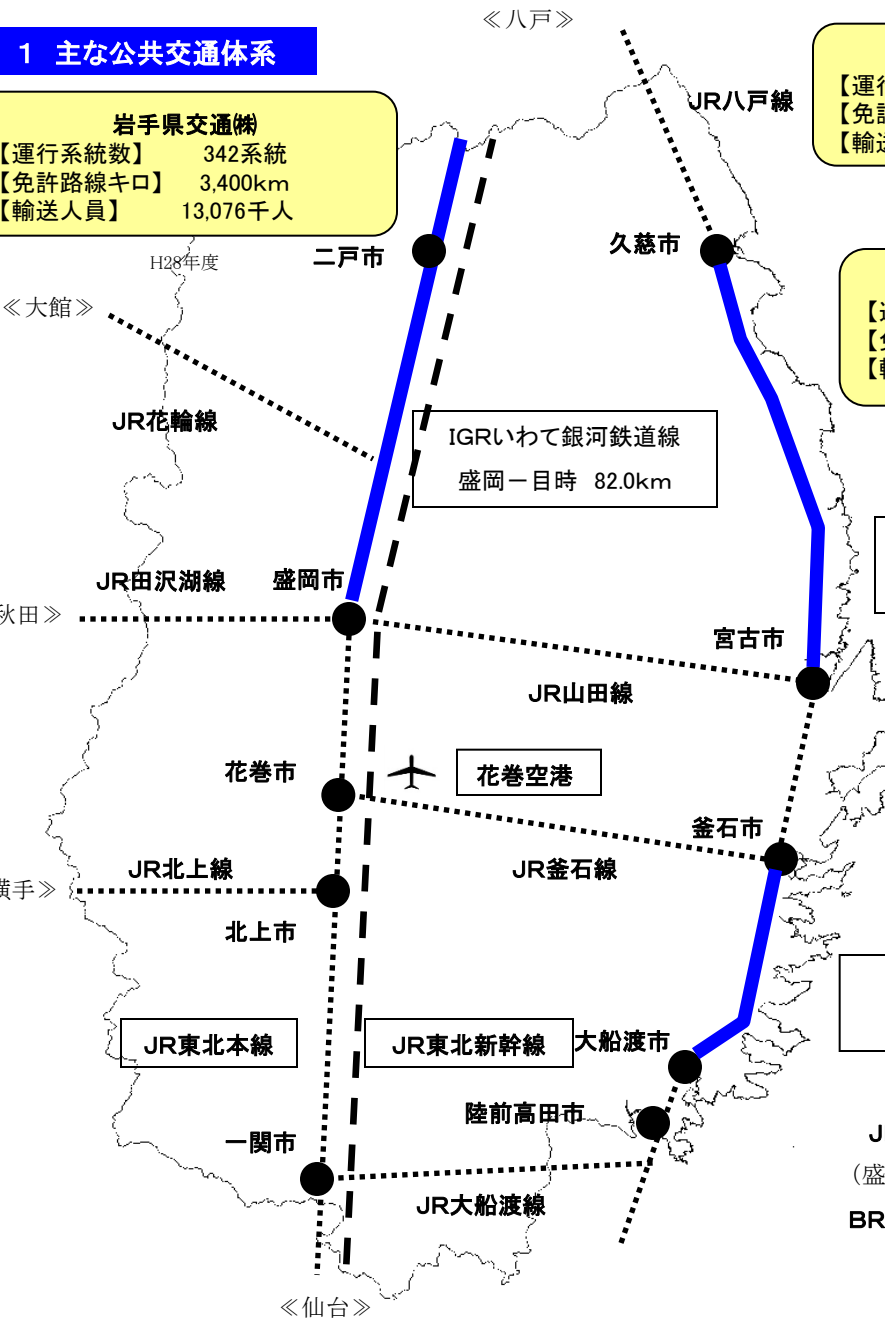 ≪八戸≫
1 主な公共交通体系
JR八戸線
岩手県交通㈱
【運行系統数】 342系統
【免許路線キロ】 3,400km
【輸送人員】 13,076千人
【運行
【免許
【輸送
H28年度
二戸市
久慈市
≪大館≫
JR花輪線
IGRいわて銀河鉄道線
盛岡－目時 82.0km
JR田沢湖線
盛岡市
秋田≫
宮古市
JR山田線
花巻市
花巻空港
釜石市
JR北上線
JR釜石線
横手≫
北上市
JR東北本線
JR東北新幹線
大船渡市
陸前高田市
一関市
J
(盛
JR大船渡線
BR
≪仙台≫